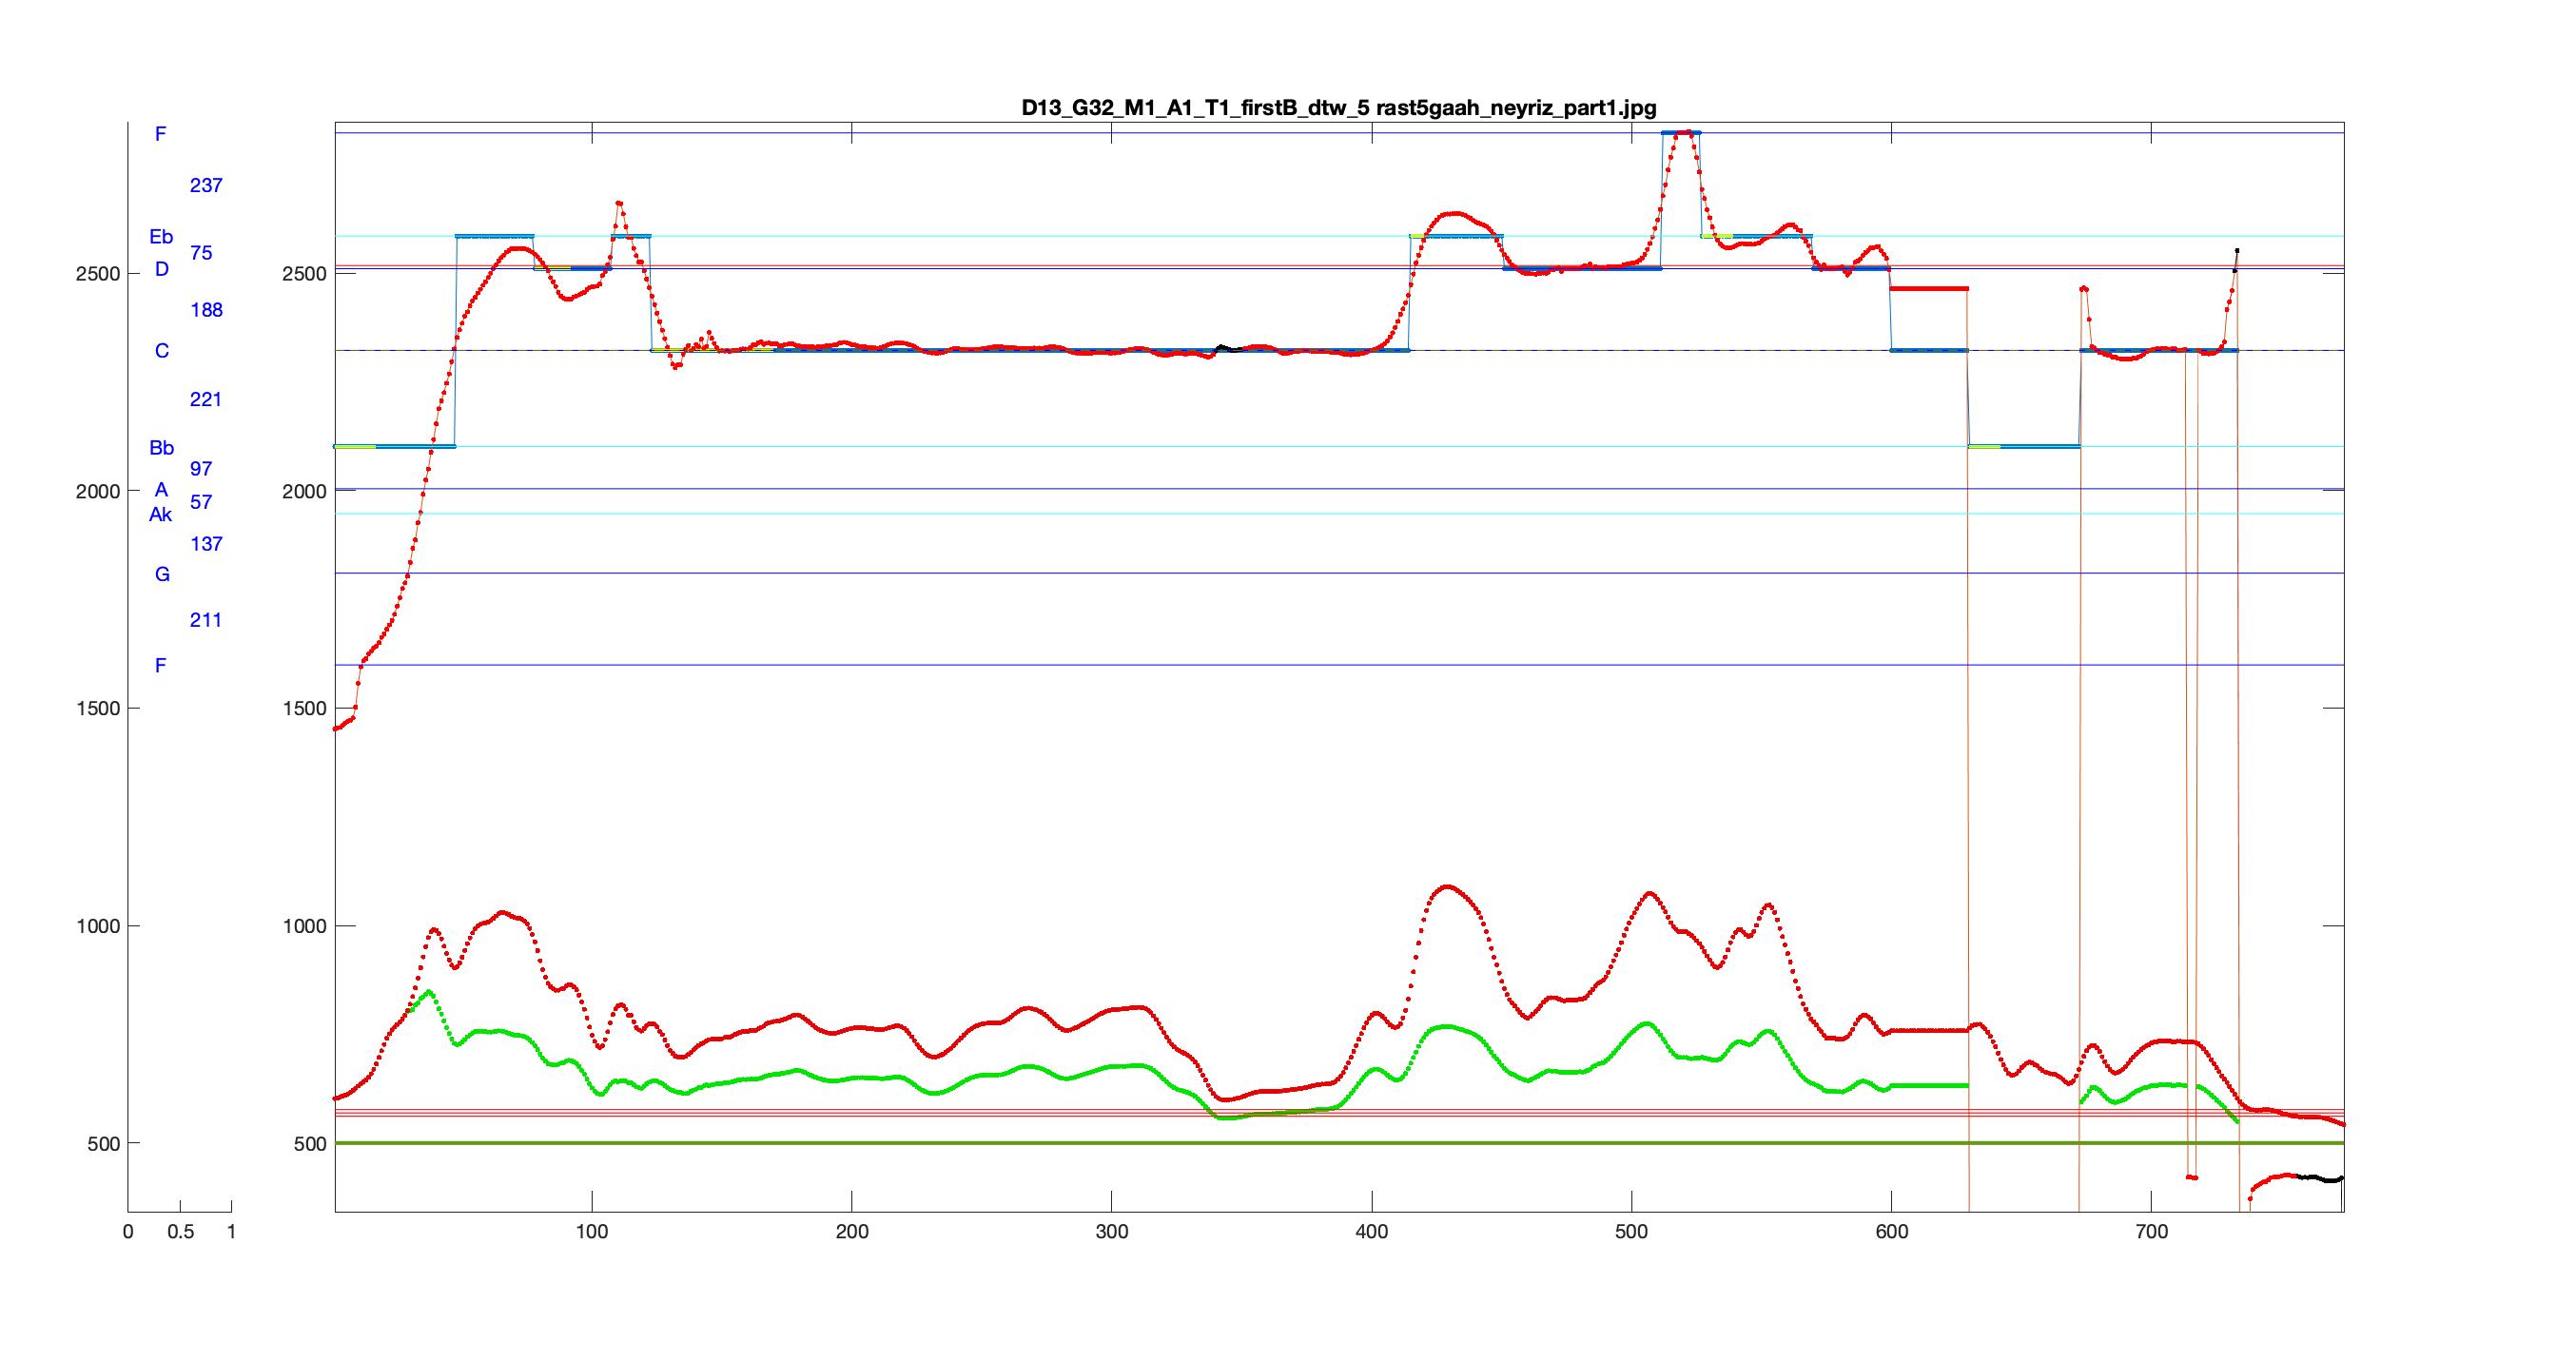 D13_G32_M1_A1_T1_firstB_dtw_5 rast5gaah_neyriz_part1.jpg
F
237
Eb
75
D
2500 2500
188
C
221
Bb
97
A
2000 2000
57
Ak
137
G
211
F
1500 1500
1000 1000
500 500
0 0.5 1 100 200 300 400 500 600 700